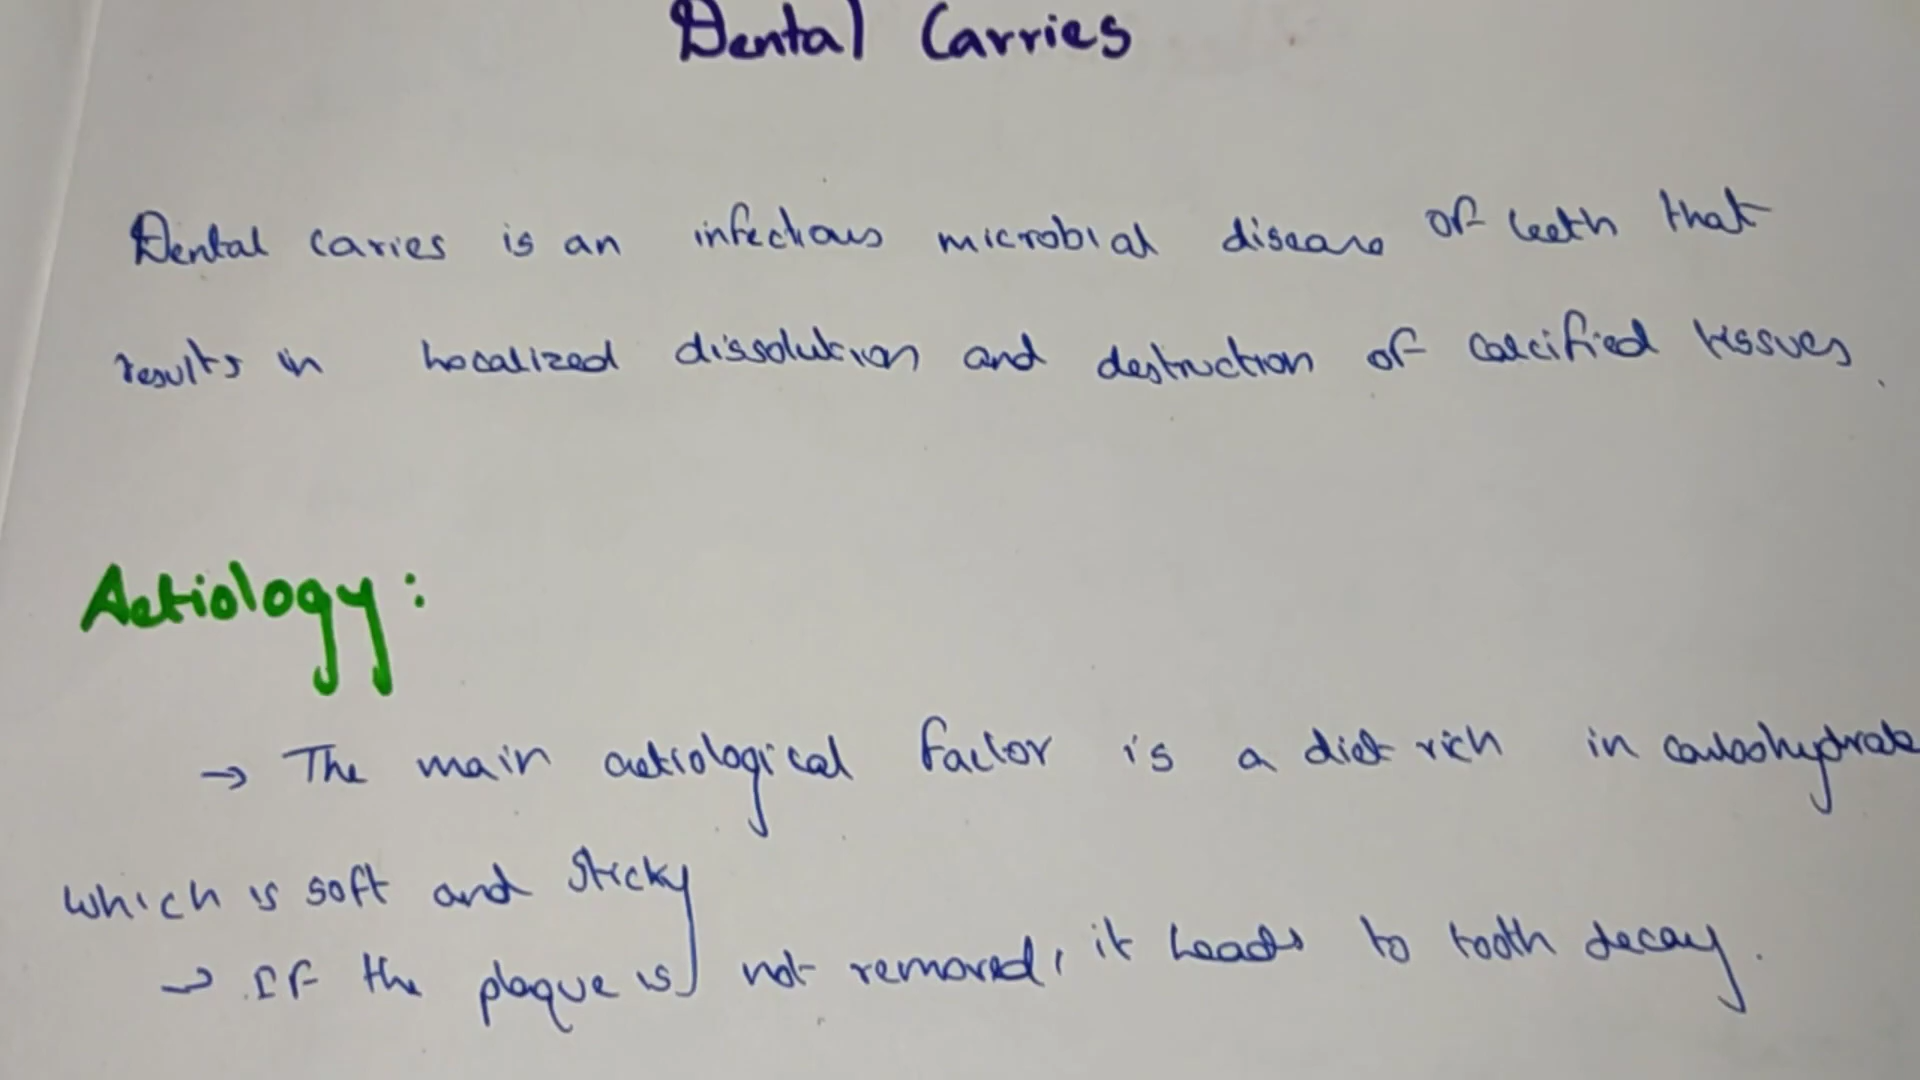 Dental Carries
Dental caries is an infectious microbial disease of teeth that
results in localized dissolution and destruction of calcified tissues.
Aetiology:
→ The main aetiological factor is a diet rich in carbohydrate
which is soft and sticky
→ If the plaque is not removed, it leads to tooth decay.